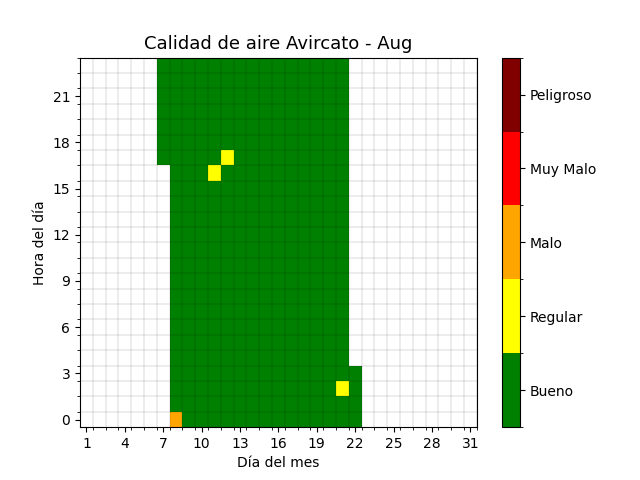 Calidad de aire Avircato - Aug
21
18
15
12
9
6
3
0
Hora del día
1 4 7 10 13 16 19 22 25 28 31
Día del mes
Peligroso
Muy Malo
Malo
Regular
Bueno